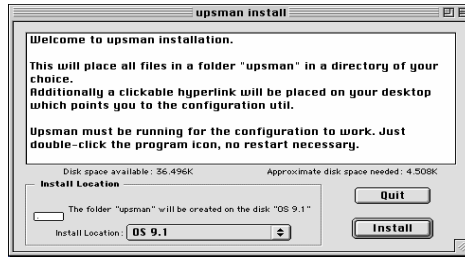 upsman install
Welcome to upsman installation.
This will place all files in a folder "upsman" in a directory of your
choice.
Additionally a clickable hyperlink will be placed on your desktop
which points you to the configuration util.
Upsman must be running for the configuration to work. Just
double-click the program icon, no restart necessary.
Disk space available: 36.496K Approximate disk space needed: 4.508K
Install Location
The folder "upsman" will be created on the disk "OS 9.1"
Install Location: OS 9.1
Quit
Install